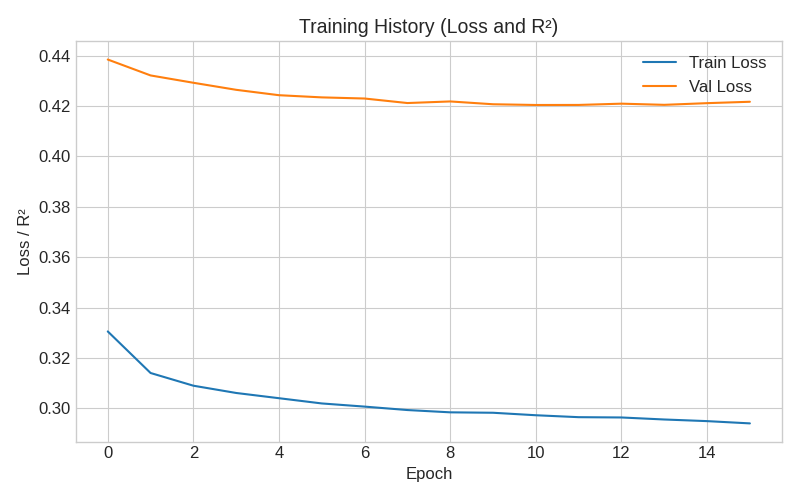 Training History (Loss and R²)
Train Loss
Val Loss
0.44
0.42
0.40
0.38
0.36
0.34
0.32
0.30
Loss / R²
0 2 4 6 8 10 12 14
Epoch